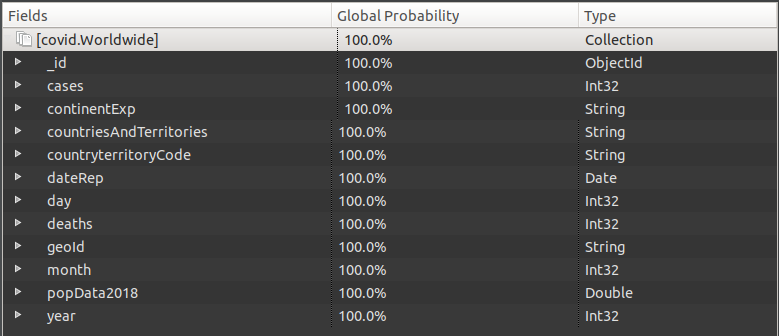 Fields Global Probability Type
[covid.Worldwide] 100.0% Collection
_id 100.0% ObjectId
cases 100.0% Int32
continentExp 100.0% String
countriesAndTerritories 100.0% String
countryterritoryCode 100.0% String
dateRep 100.0% Date
day 100.0% Int32
deaths 100.0% Int32
geoId 100.0% String
month 100.0% Int32
popData2018 100.0% Double
year 100.0% Int32